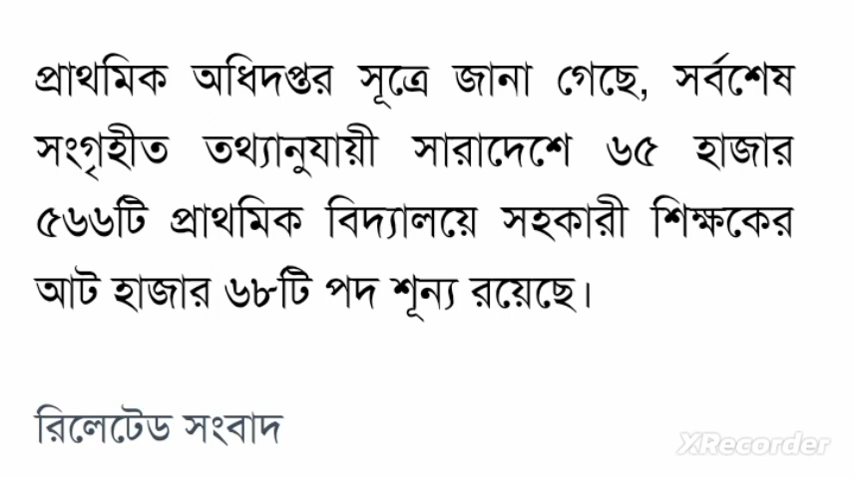 প্রাথমিক অধিদপ্তর সূত্রে জানা গেছে, সর্বশেষ
সংগৃহীত তথ্যানুযায়ী সারাদেশে ৬৫ হাজার
৫৬৬টি প্রাথমিক বিদ্যালয়ে সহকারী শিক্ষকের
আট হাজার ৬৮টি পদ শূন্য রয়েছে।
রিলেটেড সংবাদ
XRecorder